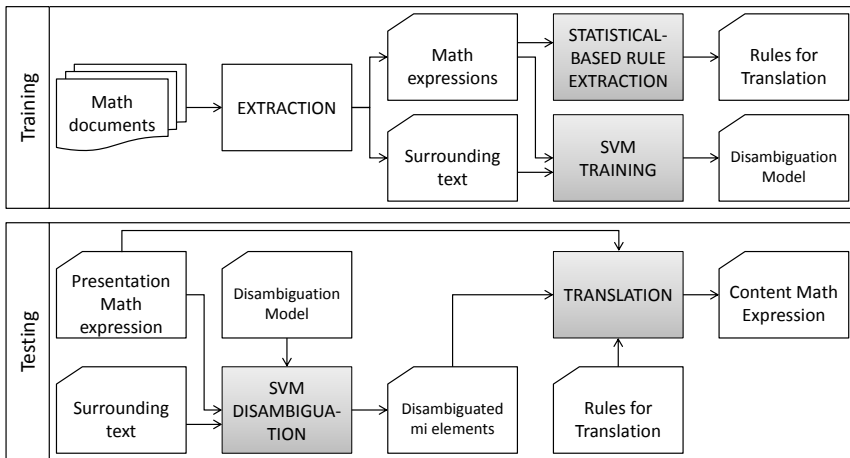 Training
Math
documents
EXTRACTION
Math
expressions
Surrounding
text
STATISTICAL-
BASED RULE
EXTRACTION
SVM
TRAINING
Rules for
Translation
Disambiguation
Model
Testing
Presentation
Math
expression
Surrounding
text
Disambiguation
Model
SVM
DISAMBIGUA-
TION
Disambiguated
mi elements
TRANSLATION
Rules for
Translation
Content Math
Expression